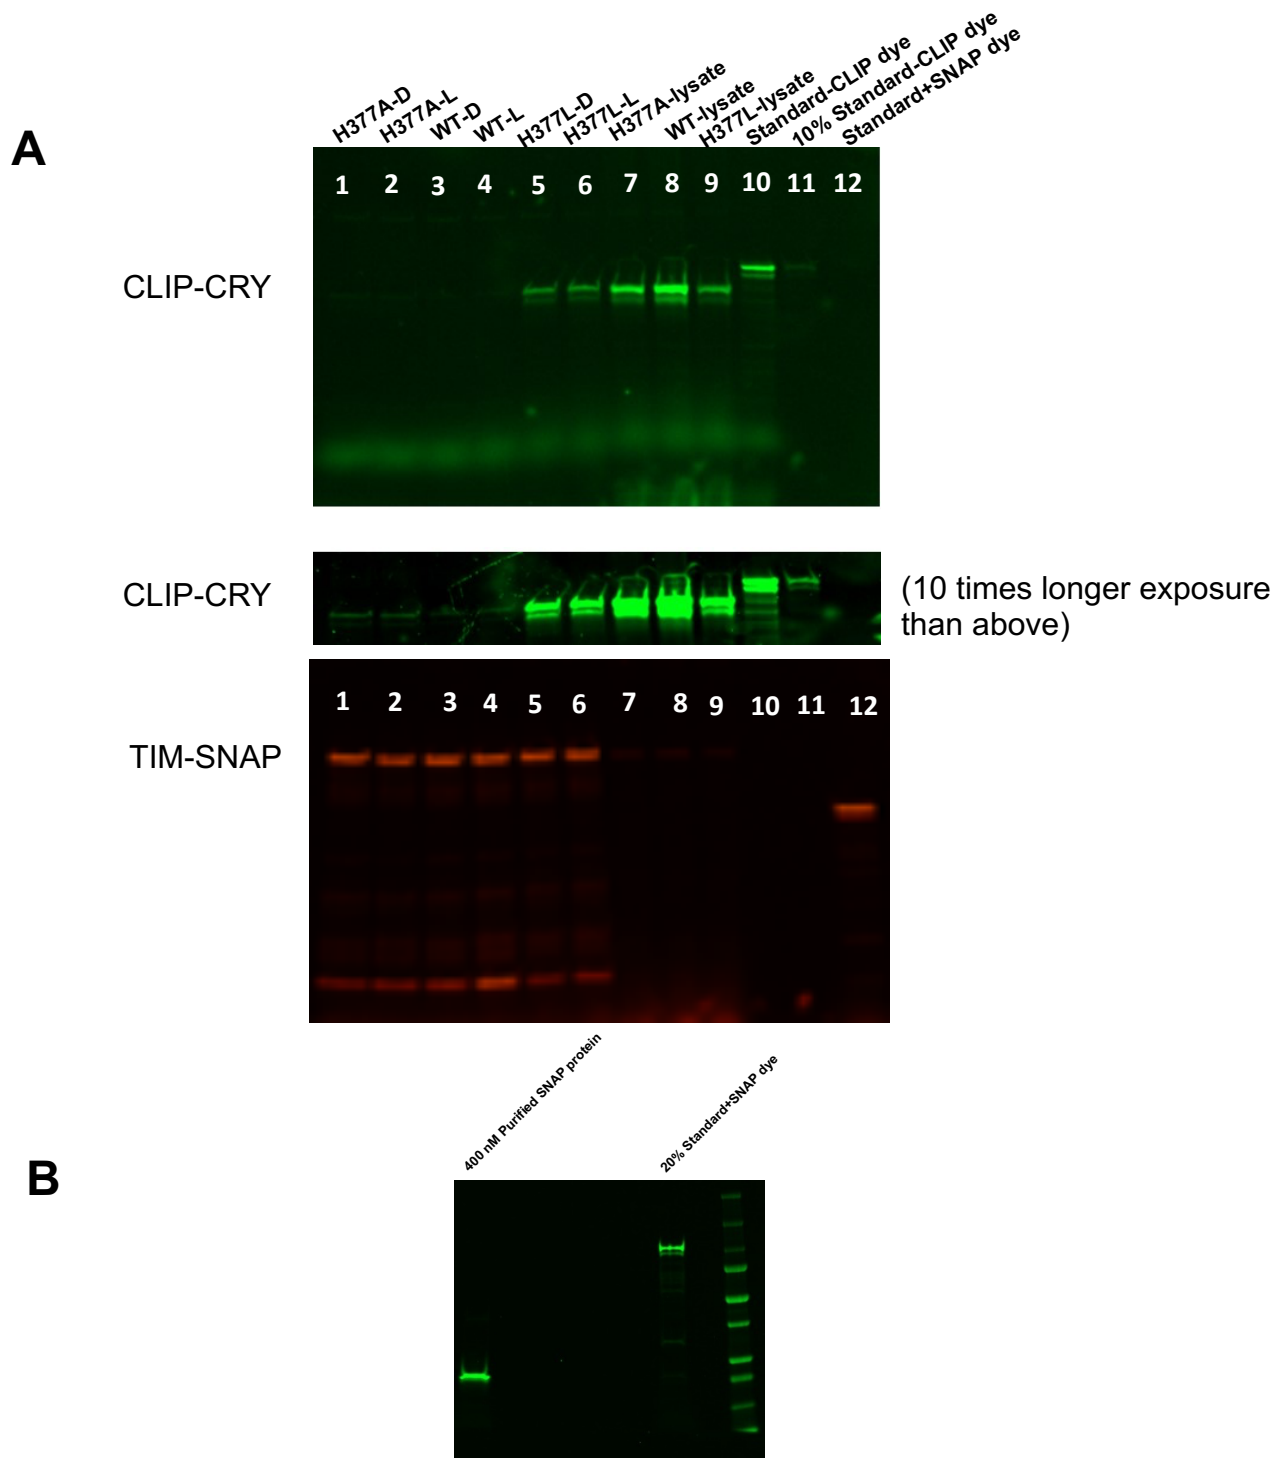 A
H377A-D
H377A-L
WT-D
WT-L
H377L-D
H377L-L
H377A-lysate
WT-lysate
H377L-lysate
Standard-CLIP dye
10% Standard-CLIP dye
Standard+SNAP dye
1 2 3 4 5 6 7 8 9 10 11 12
CLIP-CRY
CLIP-CRY
(10 times longer exposure
than above)
1 2 3 4 5 6 7 8 9 10 11 12
TIM-SNAP
B
400 nM Purified SNAP protein
20% Standard+SNAP dye